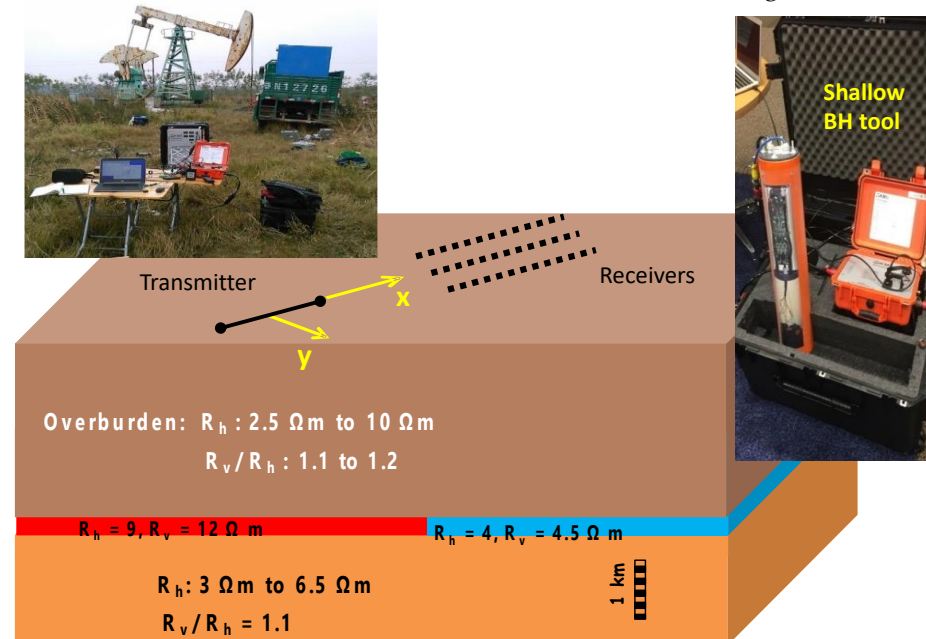 N12726
Shallow
BH tool
Transmitter
Receivers
x
y
Overburden: Rₕ: 2.5 Ωm to 10 Ωm
Rᵥ/Rₕ: 1.1 to 1.2
Rₕ = 9, Rᵥ = 12 Ω m
Rₕ = 4, Rᵥ = 4.5 Ω m
Rₕ: 3 Ωm to 6.5 Ωm
Rᵥ/Rₕ = 1.1
1 km